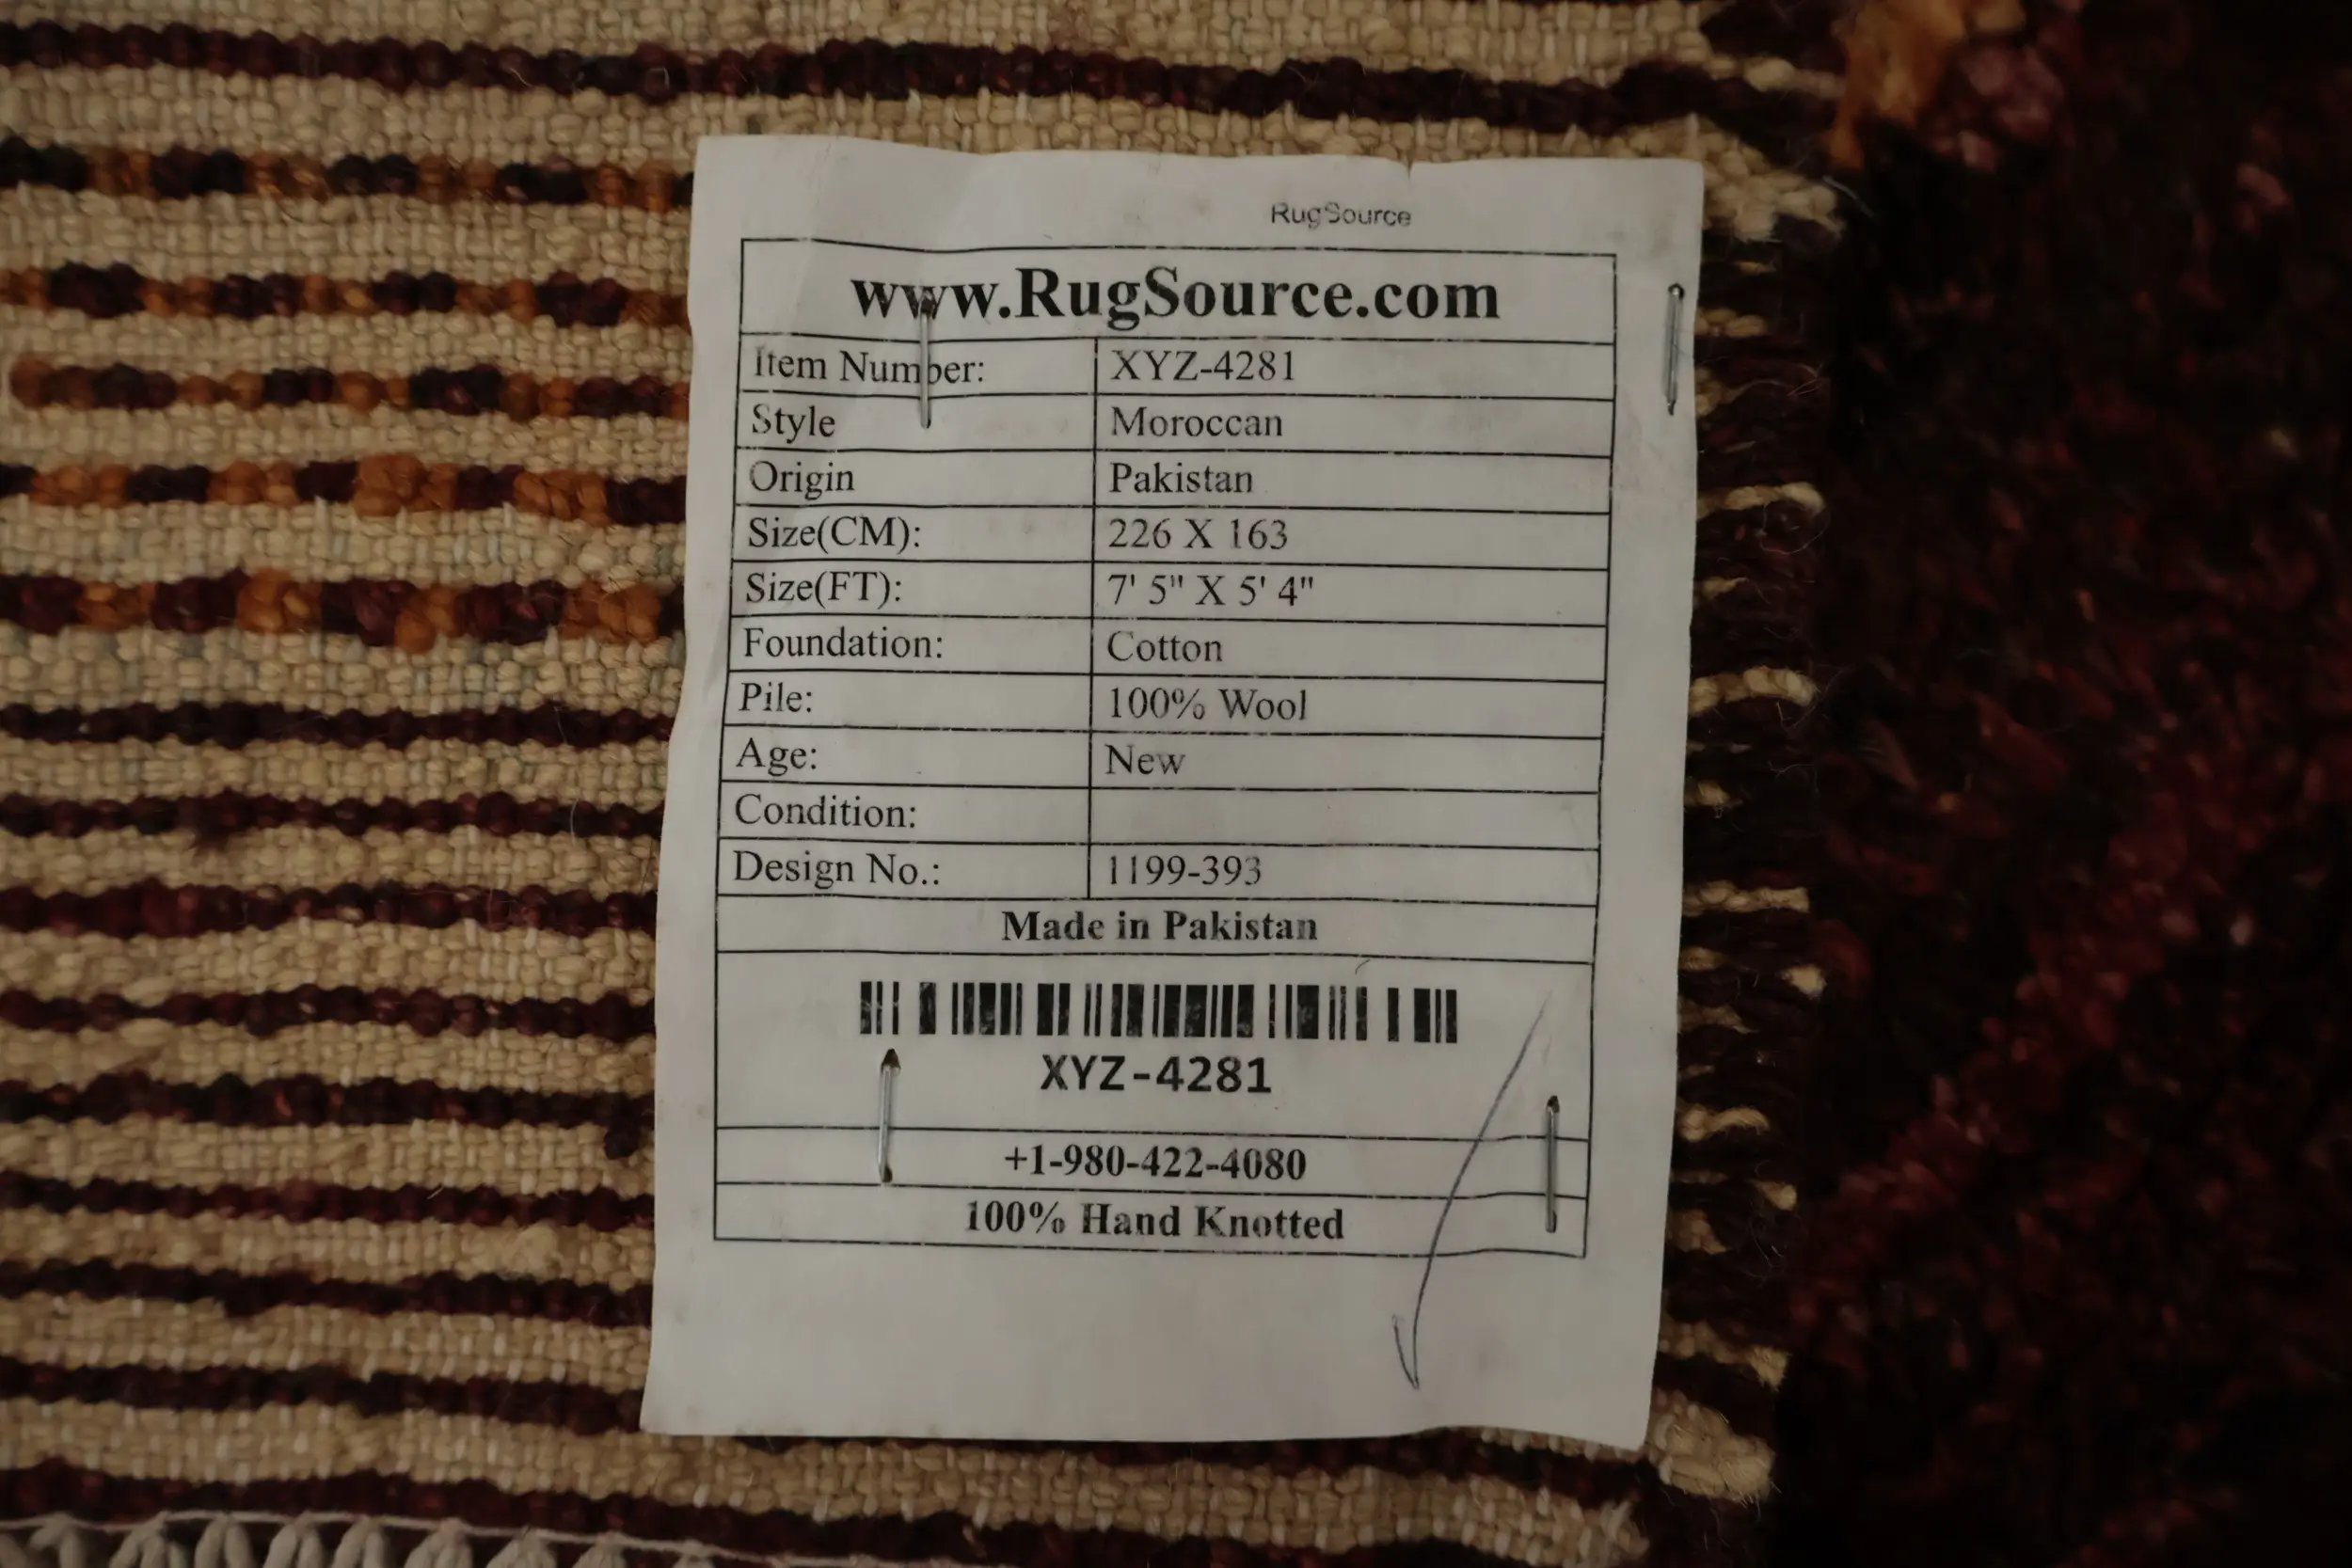 RugSource
www.RugSource.com
Item Number: XYZ-4281
Style Moroccan
Origin Pakistan
Size(CM): 226 X 163
Size(FT): 7' 5" X 5' 4"
Foundation: Cotton
Pile: 100% Wool
Age: New
Condition:
Design No.: 1199-393
Made in Pakistan
XYZ-4281
+1-980-422-4080
100% Hand Knotted